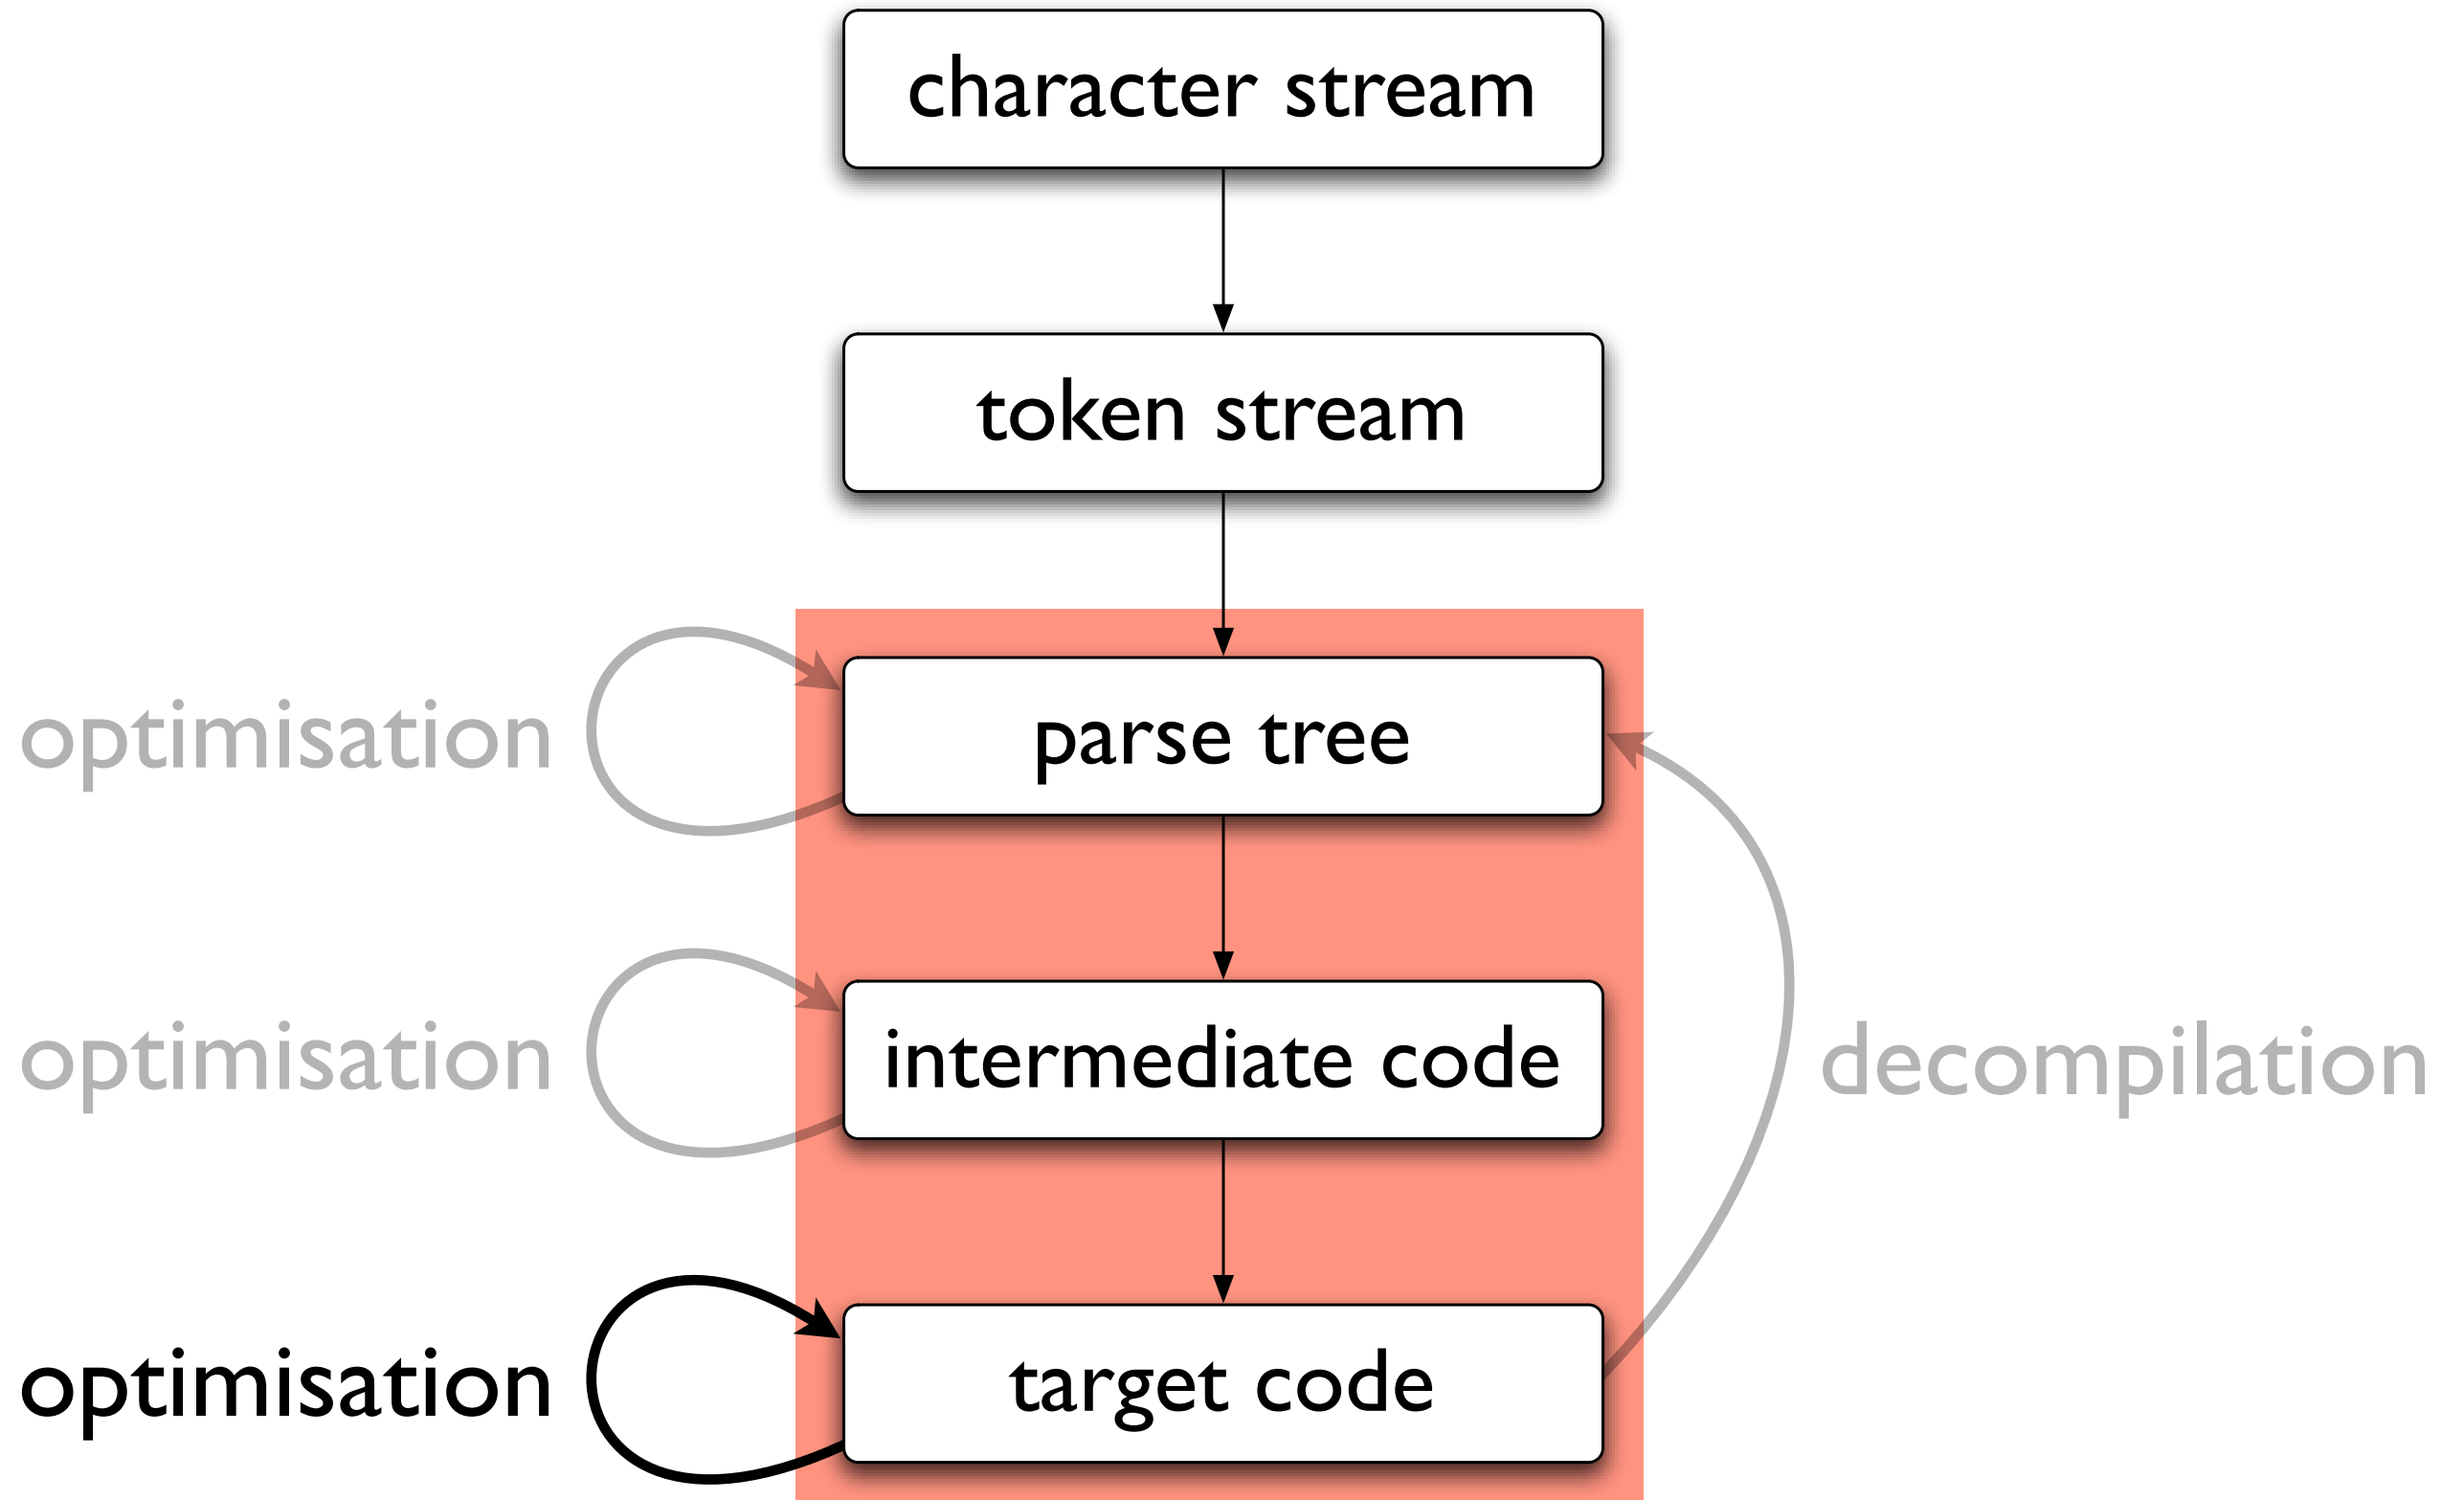 character stream
token stream
optimisation
parse tree
optimisation
intermediate code
decompilation
optimisation
target code